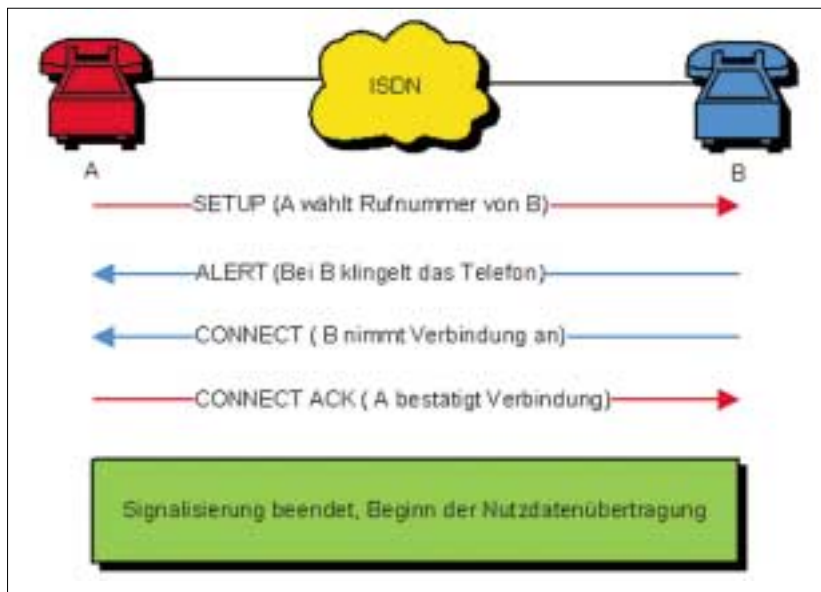 ISDN
A
B
SETUP (A wählt Rufnummer von B)
ALERT (Bei B klingelt das Telefon)
CONNECT ( B nimmt Verbindung an)
CONNECT ACK ( A bestätigt Verbindung)
Signalisierung beendet, Beginn der Nutzdatenübertragung